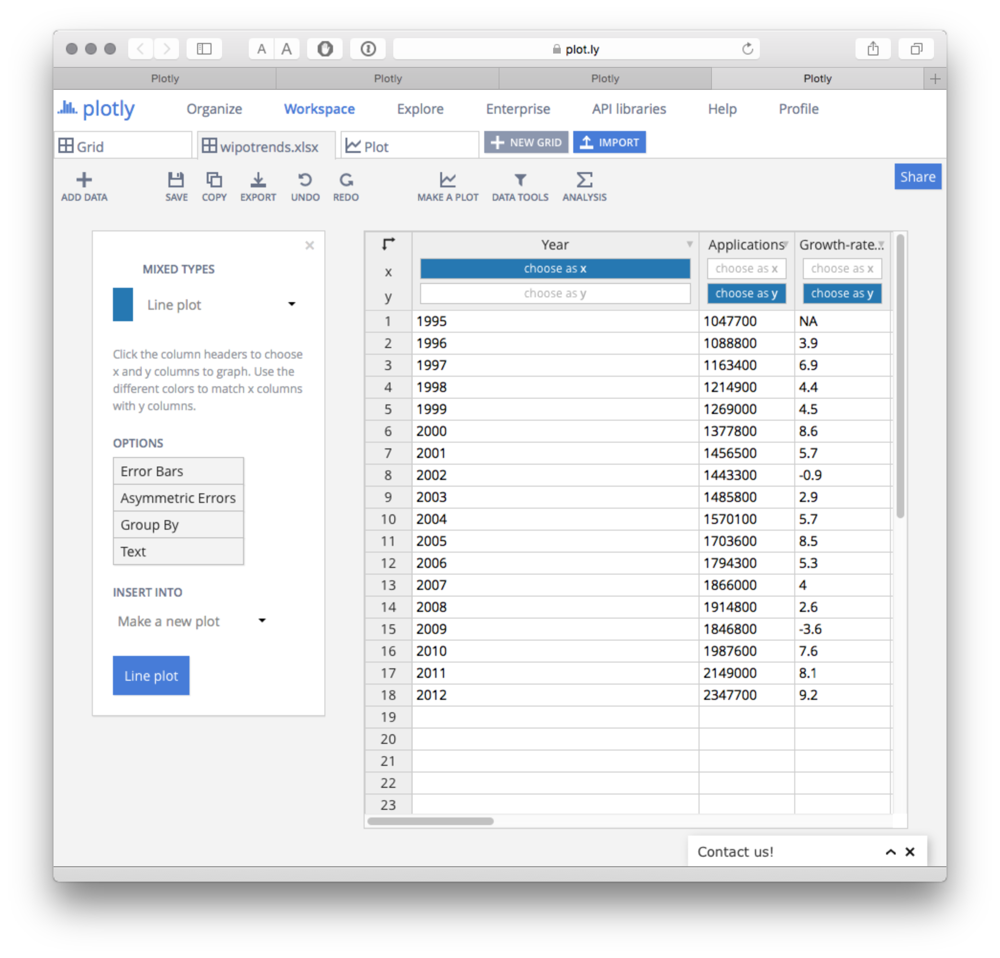 A A plot.ly
Plotly Plotly Plotly Plotly
plotly Organize Workspace Explore Enterprise API libraries Help Profile
Grid wipotrends.xlsx Plot NEW GRID IMPORT
Share
ADD DATA SAVE COPY EXPORT UNDO REDO MAKE A PLOT DATA TOOLS ANALYSIS
MIXED TYPES
Line plot
Click the column headers to choose
x and y columns to graph. Use the
different colors to match x columns
with y columns.
OPTIONS
Error Bars
Asymmetric Errors
Group By
Text
INSERT INTO
Make a new plot
Line plot
Year Applications Growth-rate...
x choose as x choose as x choose as x
y choose as y choose as y choose as y
1 1995 1047700 NA
2 1996 1088800 3.9
3 1997 1163400 6.9
4 1998 1214900 4.4
5 1999 1269000 4.5
6 2000 1377800 8.6
7 2001 1456500 5.7
8 2002 1443300 -0.9
9 2003 1485800 2.9
10 2004 1570100 5.7
11 2005 1703600 8.5
12 2006 1794300 5.3
13 2007 1866000 4
14 2008 1914800 2.6
15 2009 1846800 -3.6
16 2010 1987600 7.6
17 2011 2149000 8.1
18 2012 2347700 9.2
19
20
21
22
23
Contact us!